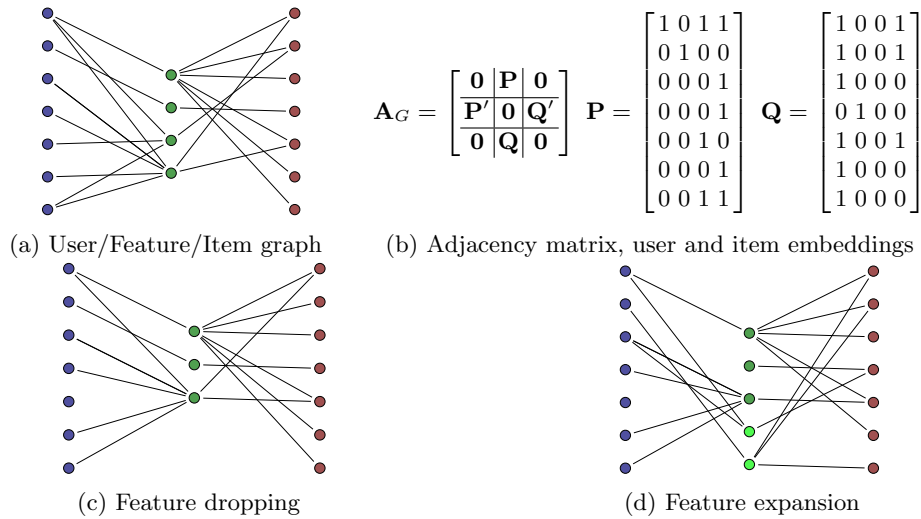 A_G = [ 0 | P | 0 ; P′ | 0 | Q′ ; 0 | Q | 0 ] P = [ 1 0 1 1 ; 0 1 0 0 ; 0 0 0 1 ; 0 0 0 1 ; 0 0 1 0 ; 0 0 0 1 ; 0 0 1 1 ] Q = [ 1 0 0 1 ; 1 0 0 1 ; 1 0 0 0 ; 0 1 0 0 ; 1 0 0 1 ; 1 0 0 0 ; 1 0 0 0 ]
(a) User/Feature/Item graph
(b) Adjacency matrix, user and item embeddings
(c) Feature dropping
(d) Feature expansion